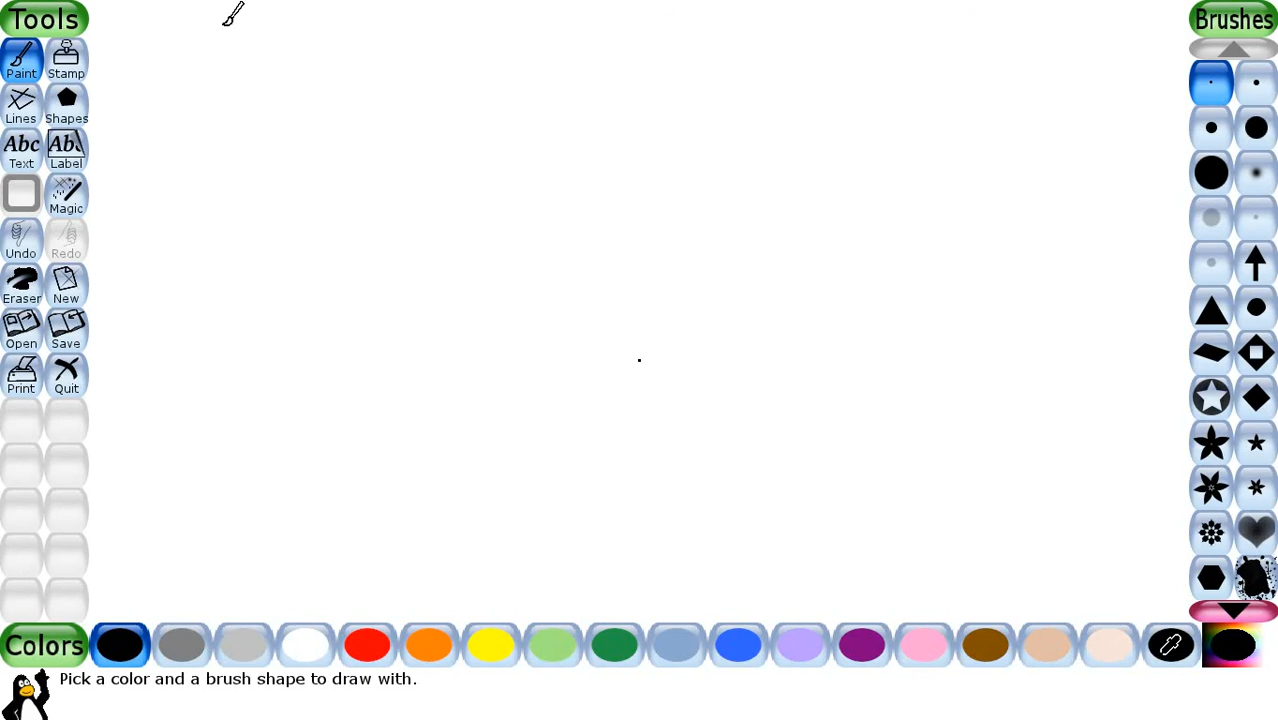 Tools
Brushes
Paint
Stamp
Lines
Shapes
Abc
Abc
Text
Label
Magic
Undo
Redo
Eraser
New
Open
Save
Print
Quit
Colors
Pick a color and a brush shape to draw with.